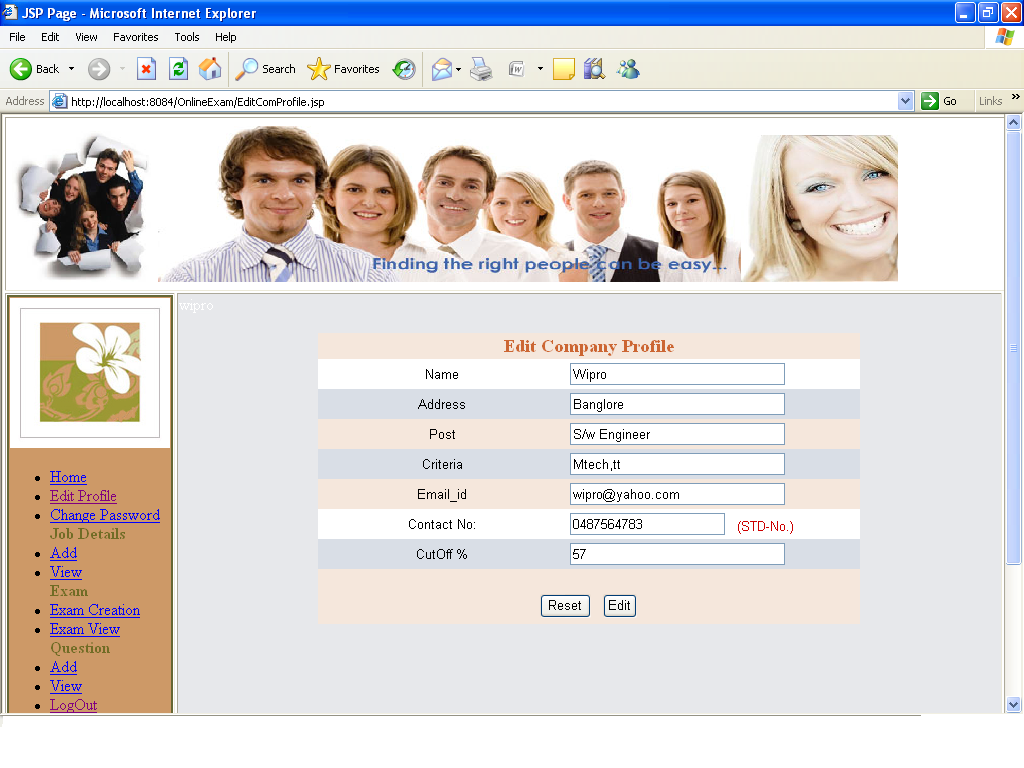 JSP Page - Microsoft Internet Explorer
File Edit View Favorites Tools Help
Back Search Favorites
Address http://localhost:8084/OnlineExam/EditComProfile.jsp Go Links »
Finding the right people can be easy...
wipro
Edit Company Profile
Name Wipro
Address Banglore
Post S/w Engineer
Criteria Mtech,tt
Email_id wipro@yahoo.com
Contact No: 0487564783 (STD-No.)
CutOff % 57
Reset Edit
Home
Edit Profile
Change Password
Job Details
Add
View
Exam
Exam Creation
Exam View
Question
Add
View
LogOut